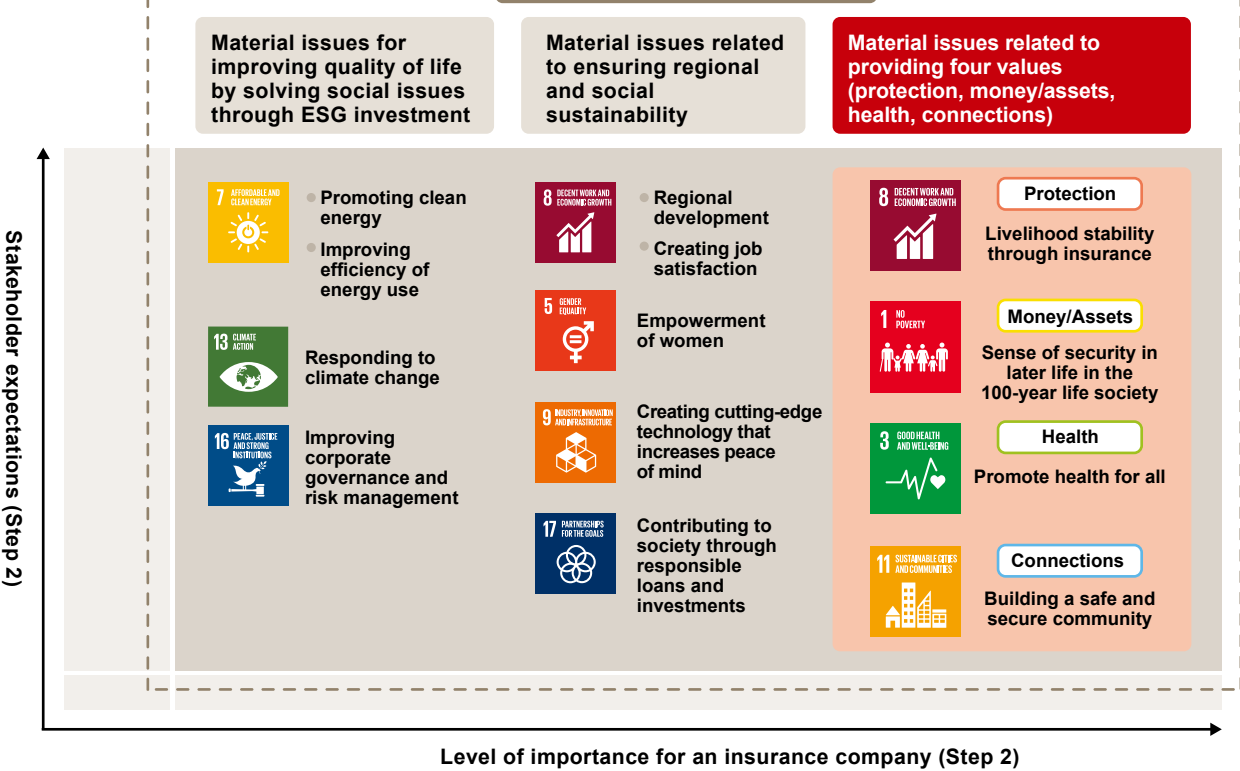 Material issues for
improving quality of life
by solving social issues
through ESG investment
Material issues related
to ensuring regional
and social
sustainability
Material issues related to
providing four values
(protection, money/assets,
health, connections)
Stakeholder expectations (Step 2)
7 AFFORDABLE AND
CLEAN ENERGY
Promoting clean
energy
Improving
efficiency of
energy use
13 CLIMATE
ACTION
Responding to
climate change
16 PEACE, JUSTICE
AND STRONG
INSTITUTIONS
Improving
corporate
governance and
risk management
8 DECENT WORK AND
ECONOMIC GROWTH
Regional
development
Creating job
satisfaction
5 GENDER
EQUALITY
Empowerment
of women
9 INDUSTRY, INNOVATION
AND INFRASTRUCTURE
Creating cutting-edge
technology that
increases peace
of mind
17 PARTNERSHIPS
FOR THE GOALS
Contributing to
society through
responsible
loans and
investments
8 DECENT WORK AND
ECONOMIC GROWTH
Protection
Livelihood stability
through insurance
1 NO
POVERTY
Money/Assets
Sense of security in
later life in the
100-year life society
3 GOOD HEALTH
AND WELL-BEING
Health
Promote health for all
11 SUSTAINABLE CITIES
AND COMMUNITIES
Connections
Building a safe and
secure community
Level of importance for an insurance company (Step 2)